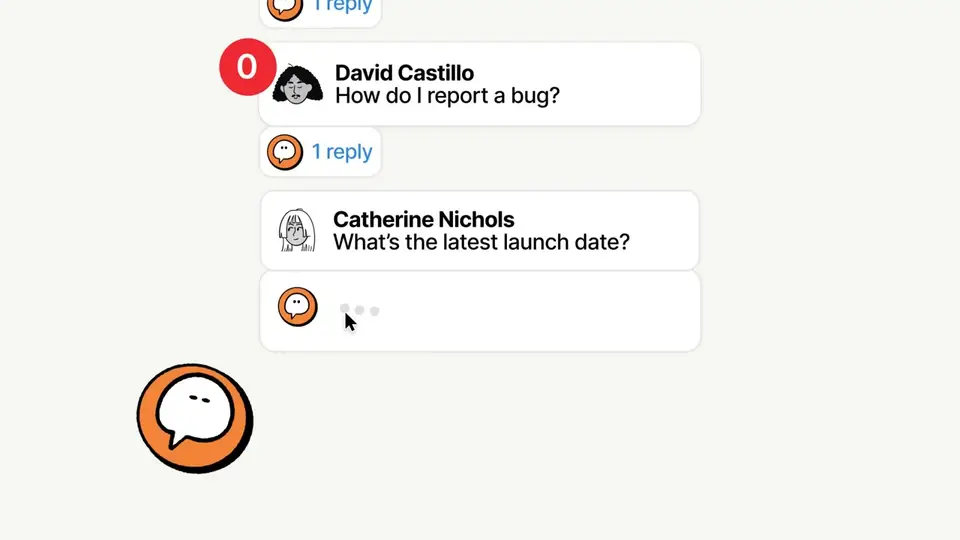 1 reply
0
David Castillo
How do I report a bug?
1 reply
Catherine Nichols
What’s the latest launch date?